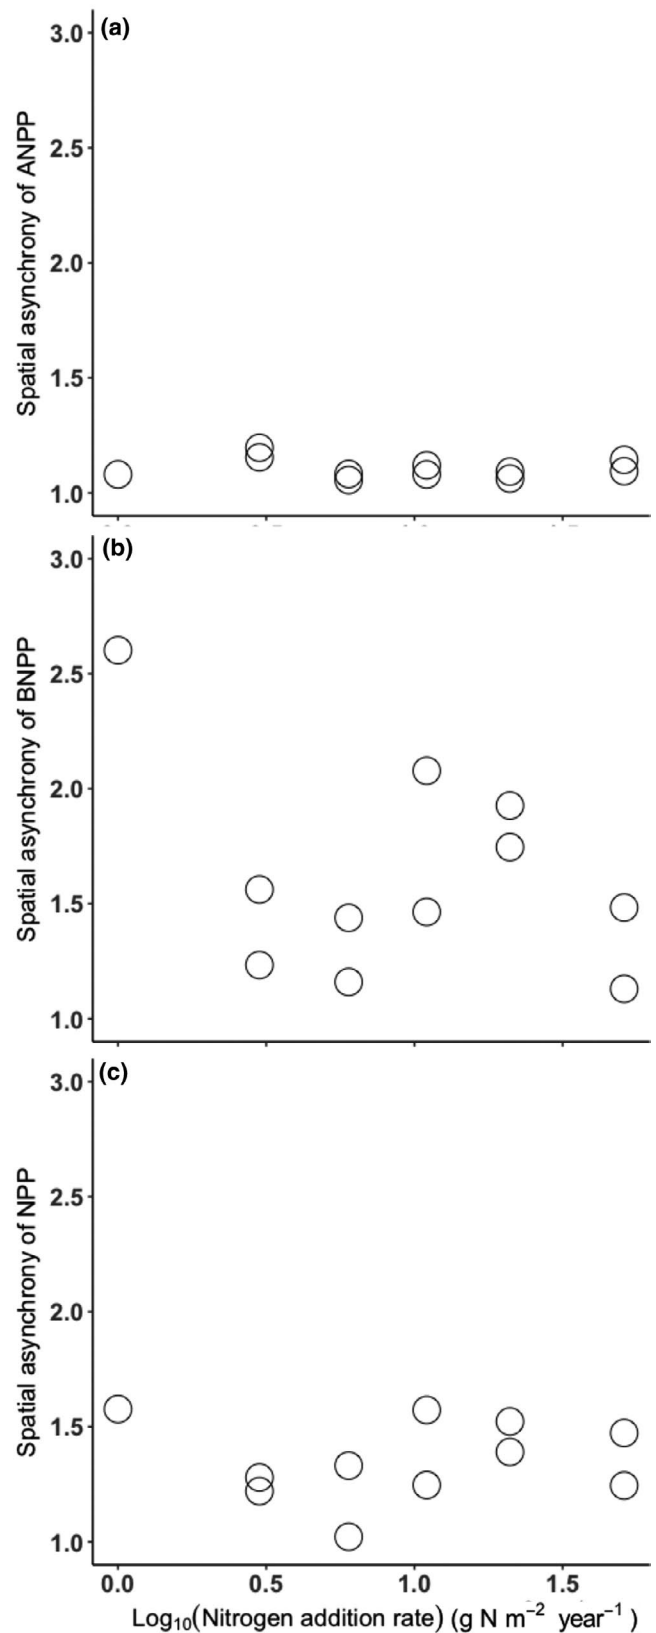 (a)
Spatial asynchrony of ANPP
3.0
2.5
2.0
1.5
1.0
(b)
Spatial asynchrony of BNPP
3.0
2.5
2.0
1.5
1.0
(c)
Spatial asynchrony of NPP
3.0
2.5
2.0
1.5
1.0
0.0 0.5 1.0 1.5
Log₁₀(Nitrogen addition rate) (g N m⁻² year⁻¹)